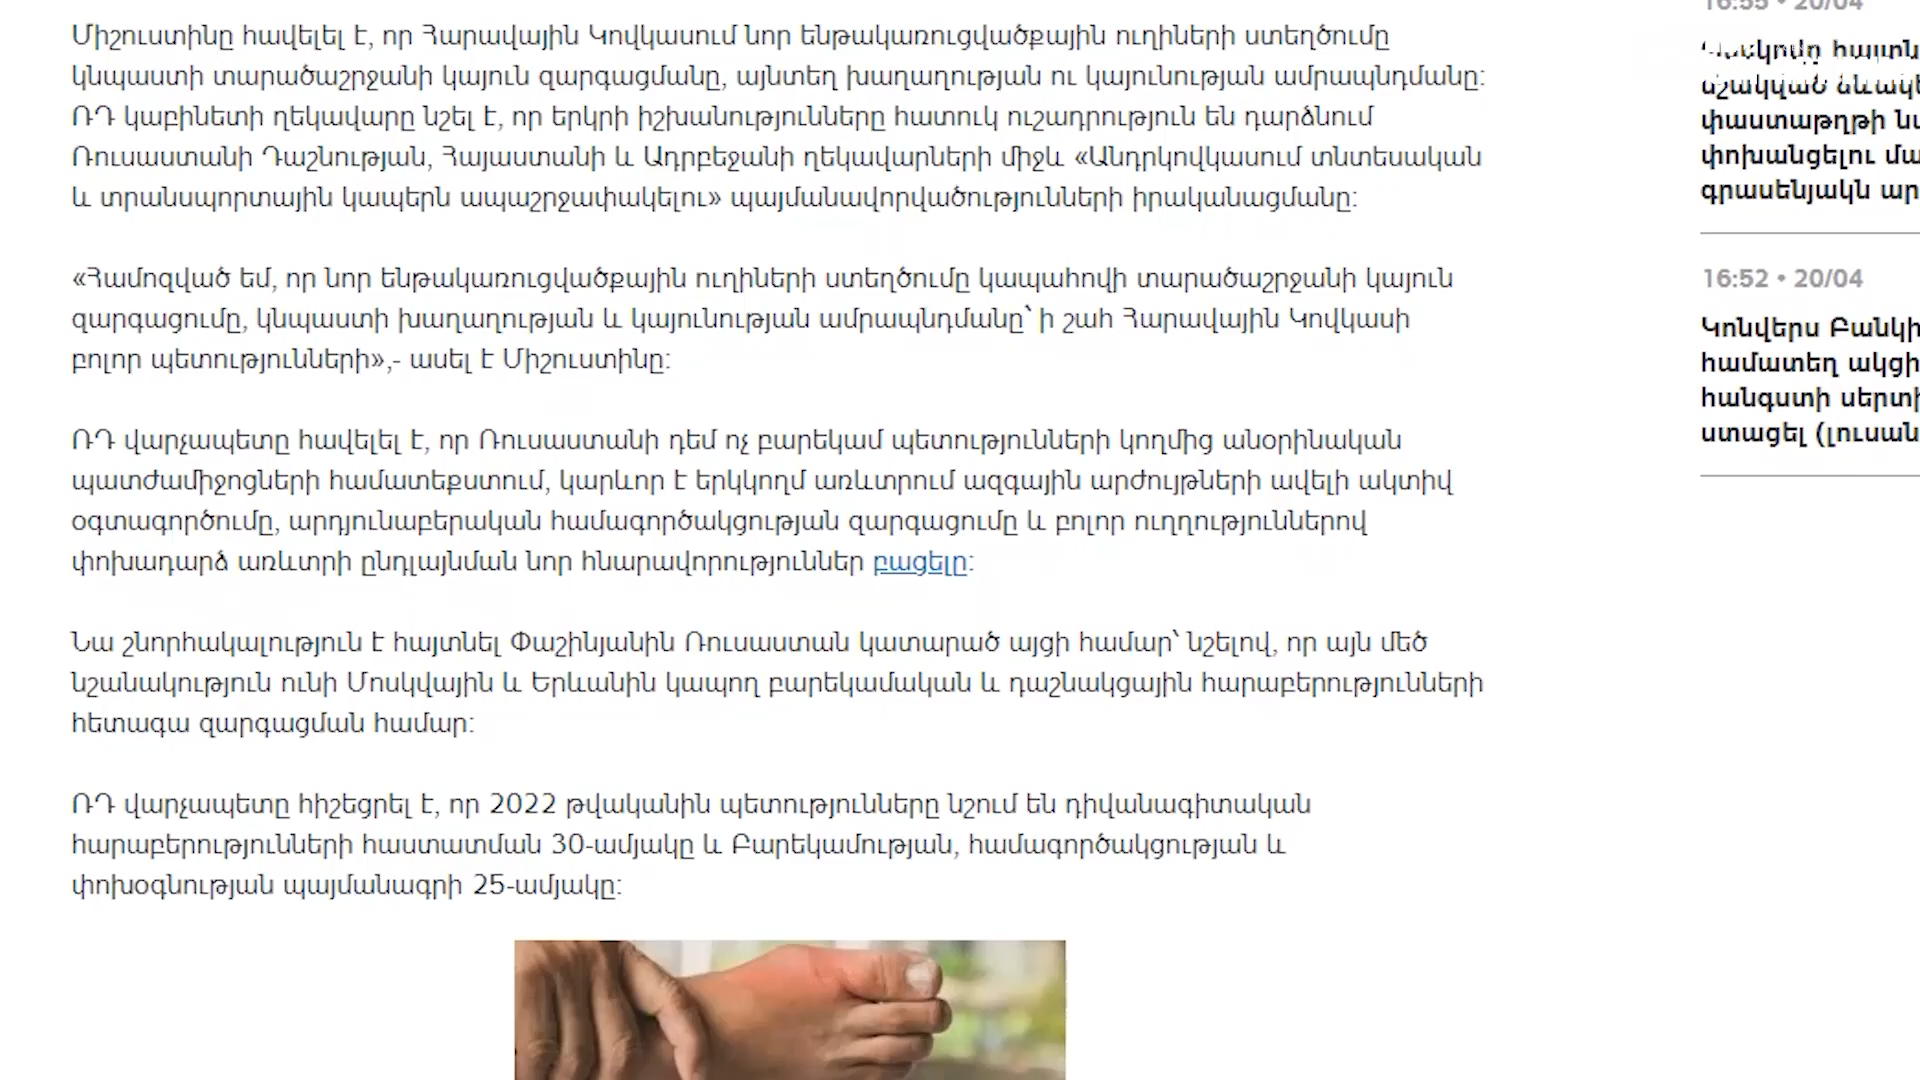 Միշուստինը հավելել է, որ Հարավային Կովկասում նոր ենթակառուցվածքային ուղիների ստեղծումը
կնպաստի տարածաշրջանի կայուն զարգացմանը, այնտեղ խաղաղության ու կայունության ամրապնդմանը:
ՌԴ կաբինետի ղեկավարը նշել է, որ երկրի իշխանությունները հատուկ ուշադրություն են դարձնում
Ռուսաստանի Դաշնության, Հայաստանի և Ադրբեջանի ղեկավարների միջև «Անդրկովկասում տնտեսական
և տրանսպորտային կապերն ապաշրջափակելու» պայմանավորվածությունների իրականացմանը:
«Համոզված եմ, որ նոր ենթակառուցվածքային ուղիների ստեղծումը կապահովի տարածաշրջանի կայուն
զարգացումը, կնպաստի խաղաղության և կայունության ամրապնդմանը՝ ի շահ Հարավային Կովկասի
բոլոր պետությունների»,- ասել է Միշուստինը:
ՌԴ վարչապետը հավելել է, որ Ռուսաստանի դեմ ոչ բարեկամ պետությունների կողմից անօրինական
պատժամիջոցների համատեքստում, կարևոր է երկկողմ առևտրում ազգային արժույթների ավելի ակտիվ
օգտագործումը, արդյունաբերական համագործակցության զարգացումը և բոլոր ուղղություններով
փոխադարձ առևտրի ընդլայնման նոր հնարավորություններ բացելը:
Նա շնորհակալություն է հայտնել Փաշինյանին Ռուսաստան կատարած այցի համար՝ նշելով, որ այն մեծ
նշանակություն ունի Մոսկվային և Երևանին կապող բարեկամական և դաշնակցային հարաբերությունների
հետագա զարգացման համար:
ՌԴ վարչապետը հիշեցրել է, որ 2022 թվականին պետությունները նշում են դիվանագիտական
հարաբերությունների հաստատման 30-ամյակը և Բարեկամության, համագործակցության և
փոխօգնության պայմանագրի 25-ամյակը:
16:55 • 20/04
փաստաթղթի
փոխանցելու
գրասենյակն
16:52 • 20/04
Կոնվերս Բանկի
համատեղ ակցի
հանգստի սերտի
ստացել (լուսան